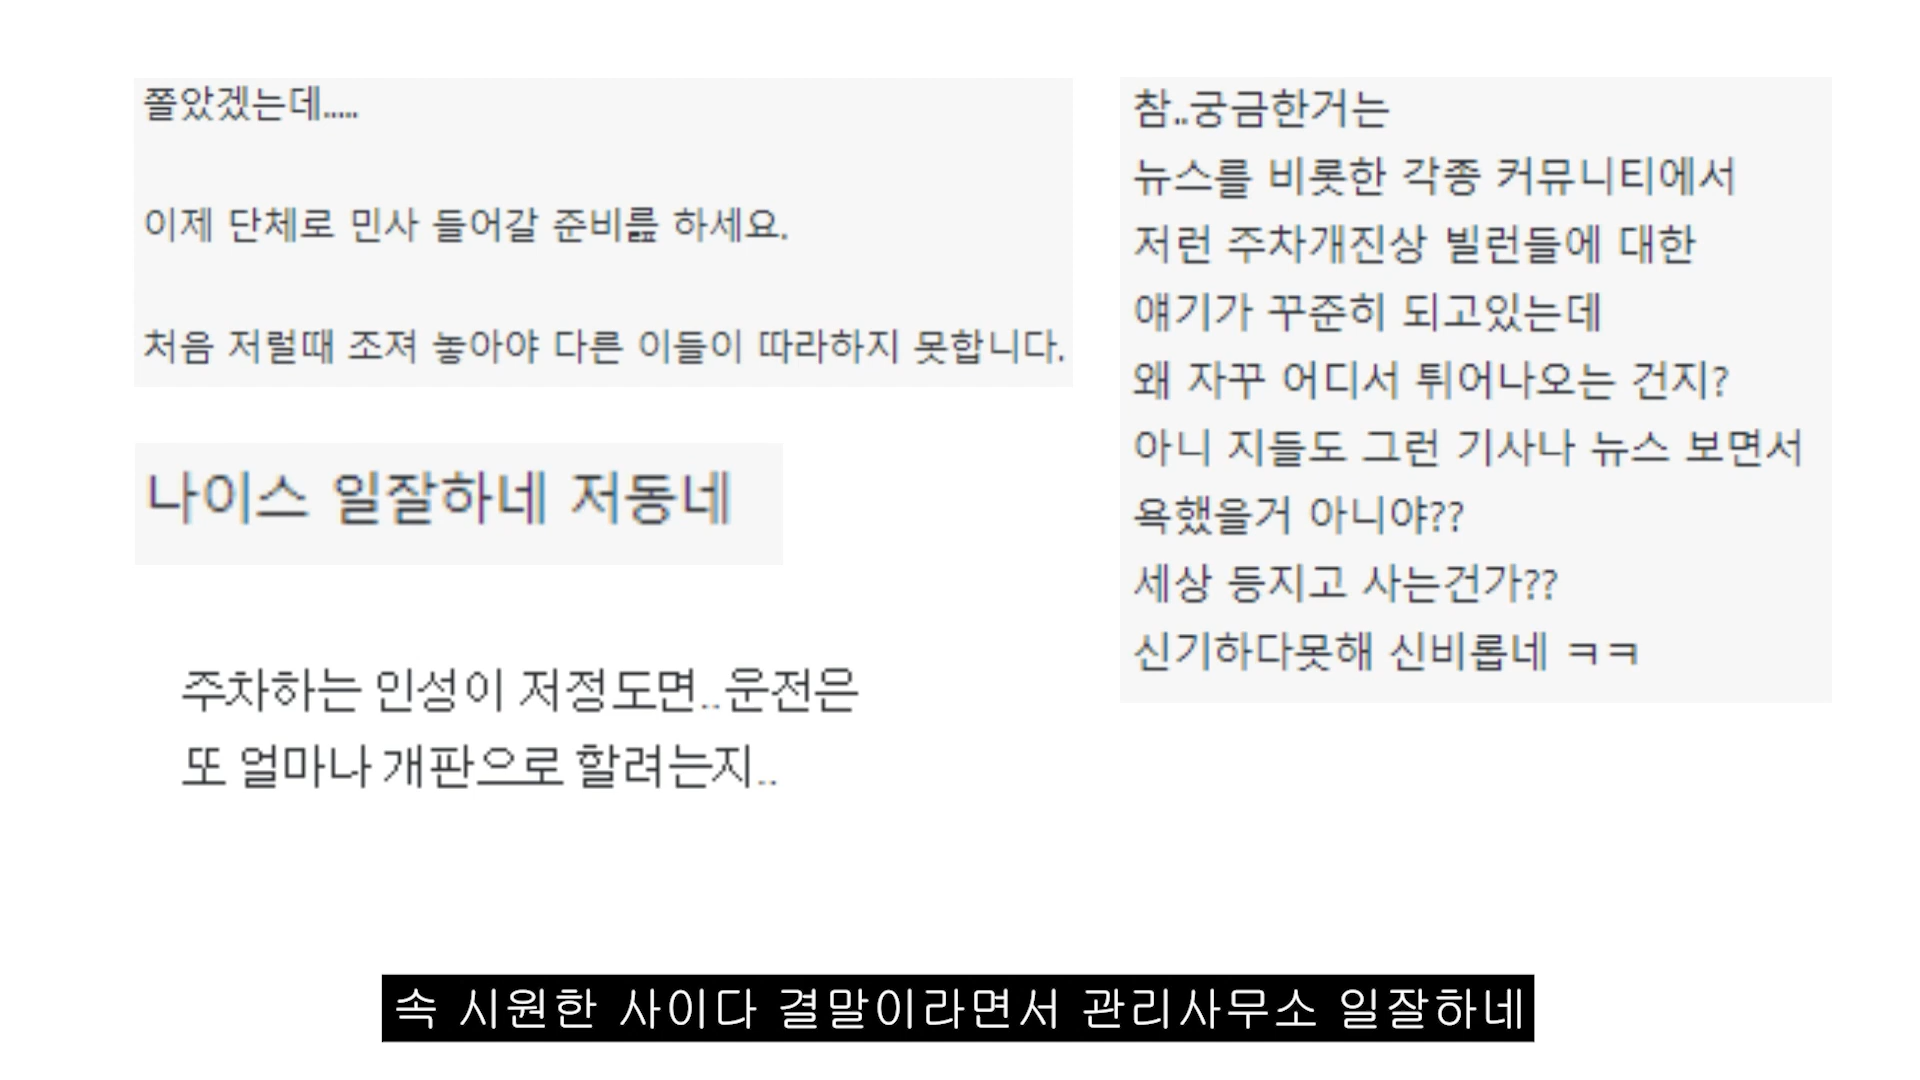 쫄았겠는데.....
이제 단체로 민사 들어갈 준비를 하세요.
처음 저럴때 조져 놓아야 다른 이들이 따라하지 못합니다.
나이스 일잘하네 저동네
주차하는 인성이 저정도면..운전은
또 얼마나 개판으로 할려는지..
참..궁금한거는
뉴스를 비롯한 각종 커뮤니티에서
저런 주차개진상 빌런들에 대한
얘기가 꾸준히 되고있는데
왜 자꾸 어디서 튀어나오는 건지?
아니 지들도 그런 기사나 뉴스 보면서
욕했을거 아니야??
세상 등지고 사는건가??
신기하다못해 신비롭네 ㅋㅋ
속 시원한 사이다 결말이라면서 관리사무소 일잘하네